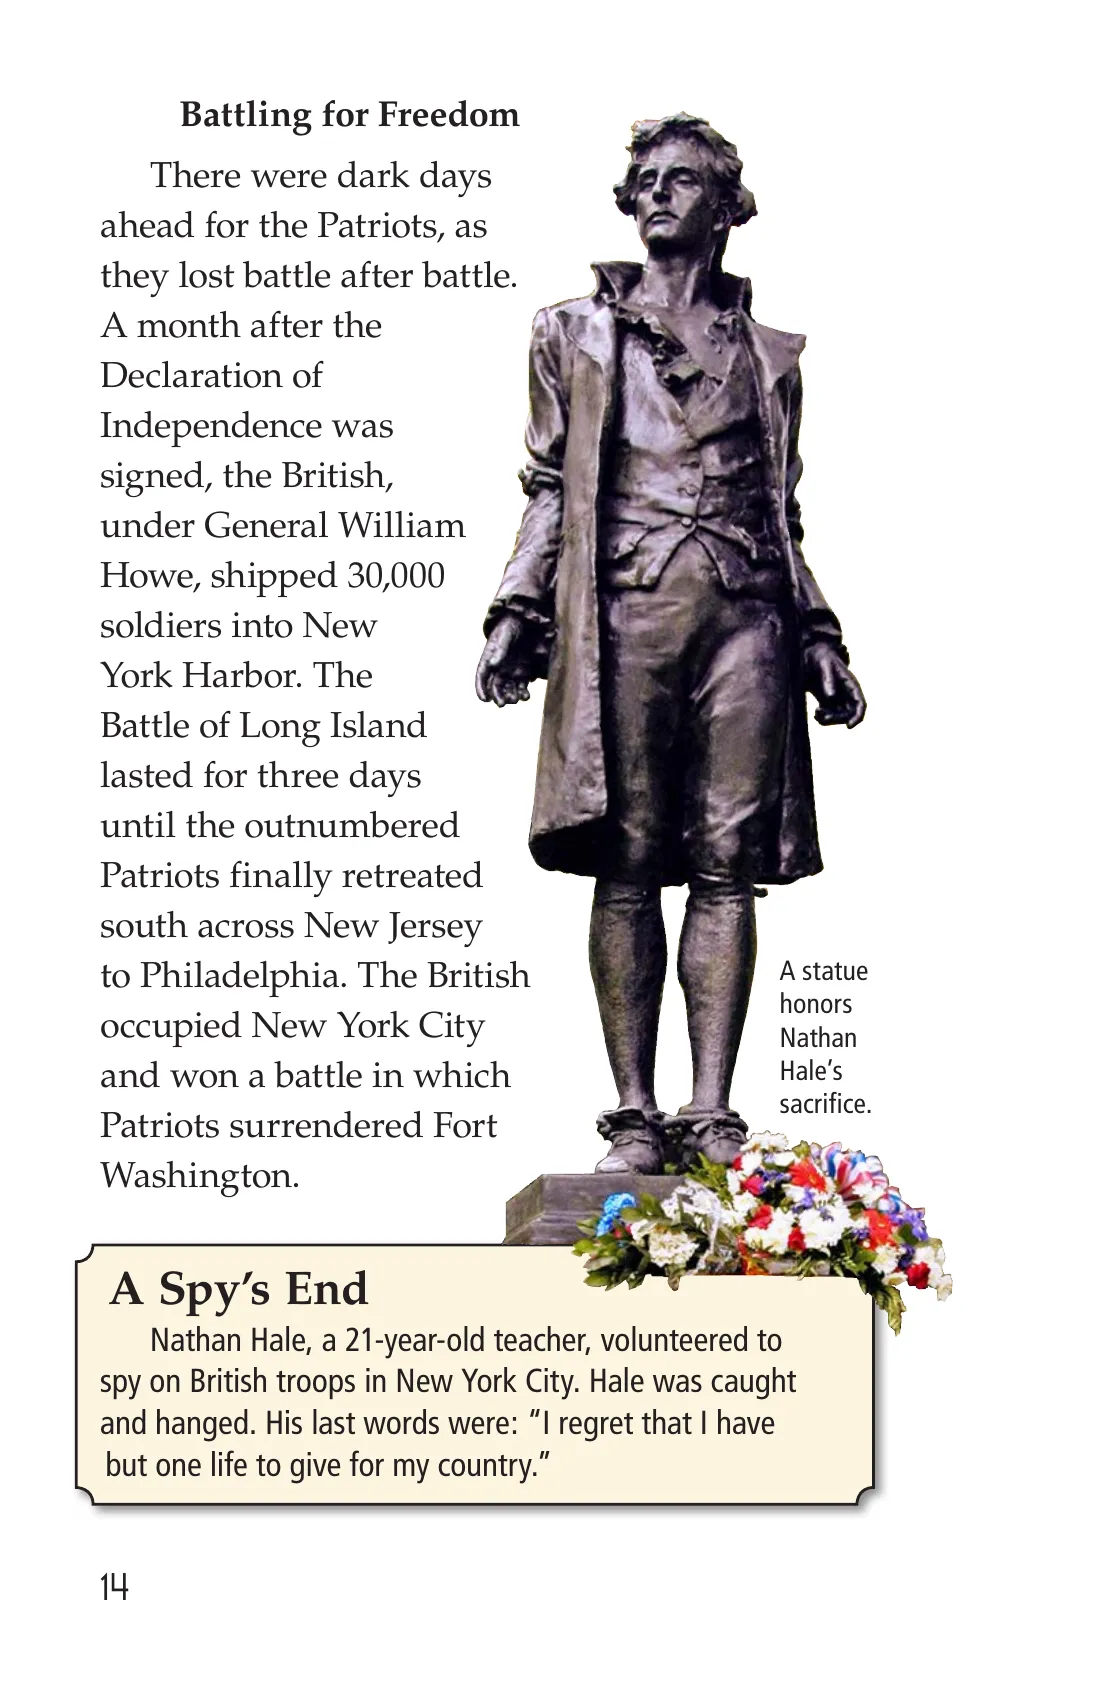 Battling for Freedom
There were dark days
ahead for the Patriots, as
they lost battle after battle.
A month after the
Declaration of
Independence was
signed, the British,
under General William
Howe, shipped 30,000
soldiers into New
York Harbor. The
Battle of Long Island
lasted for three days
until the outnumbered
Patriots finally retreated
south across New Jersey
to Philadelphia. The British
occupied New York City
and won a battle in which
Patriots surrendered Fort
Washington.
A statue
honors
Nathan
Hale’s
sacrifice.
A Spy’s End
Nathan Hale, a 21-year-old teacher, volunteered to
spy on British troops in New York City. Hale was caught
and hanged. His last words were: “I regret that I have
but one life to give for my country.”
14